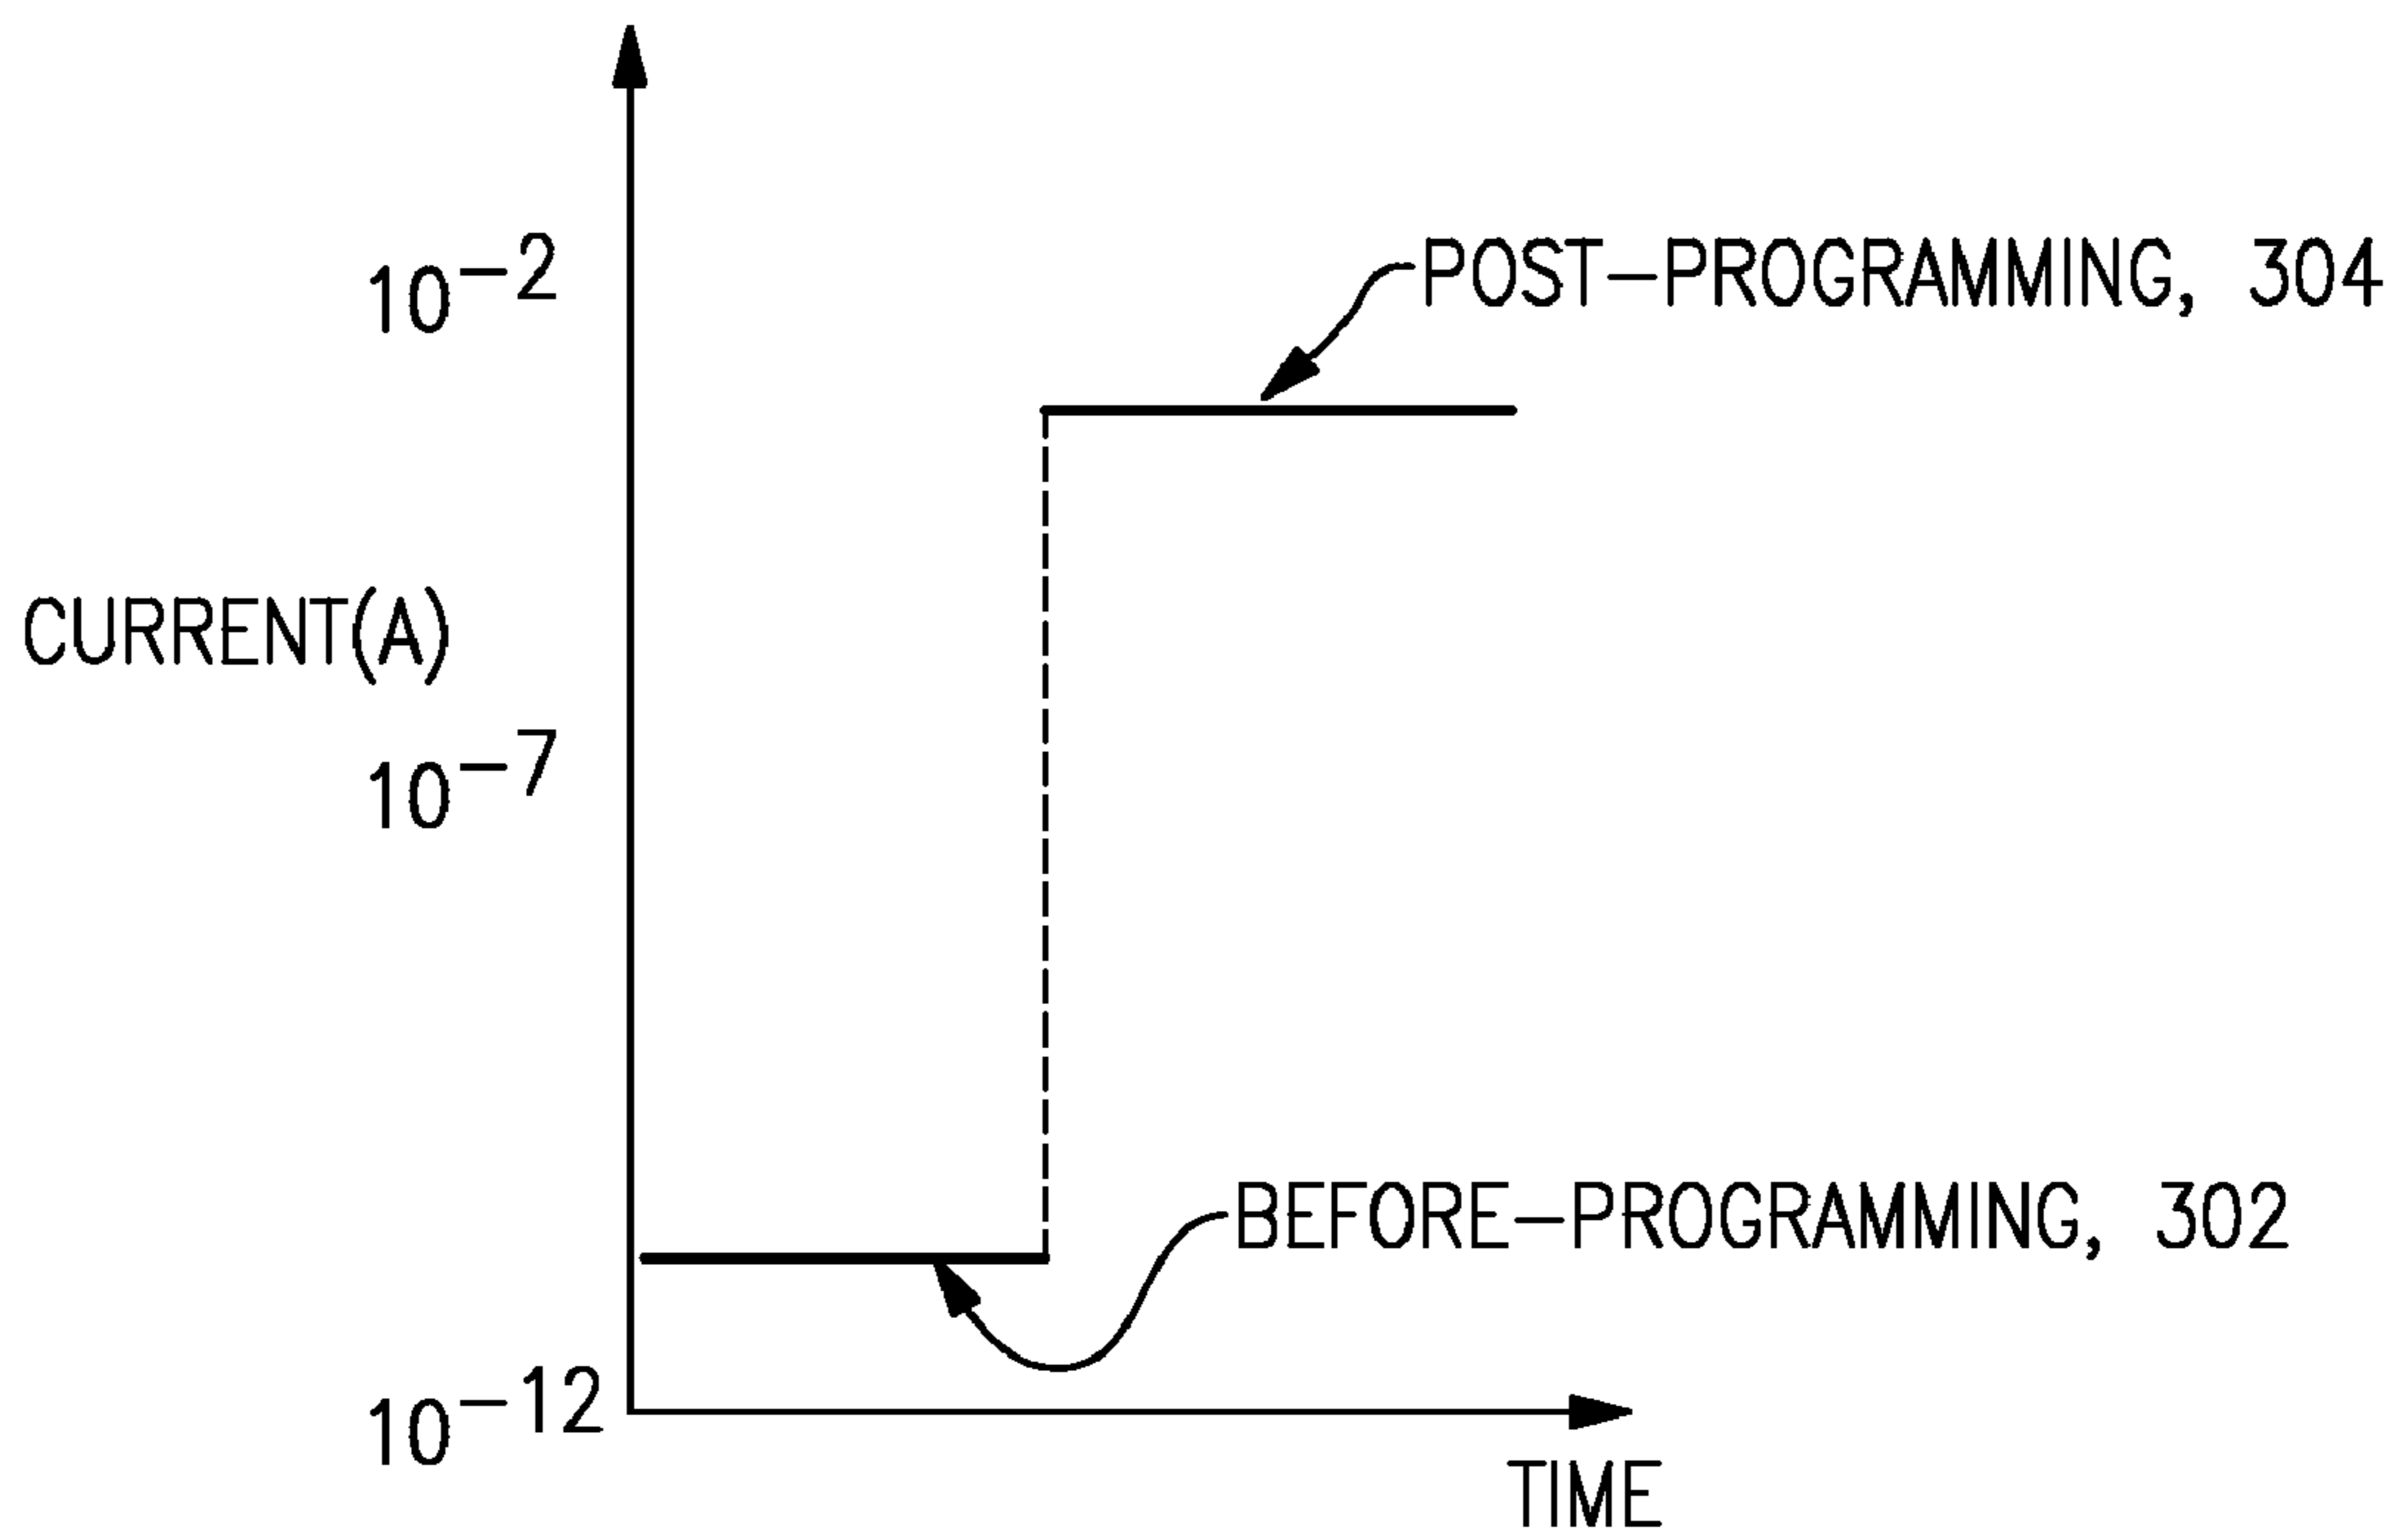 10−2
POST−PROGRAMMING, 304
CURRENT(A)
10−7
BEFORE−PROGRAMMING, 302
10−12
TIME